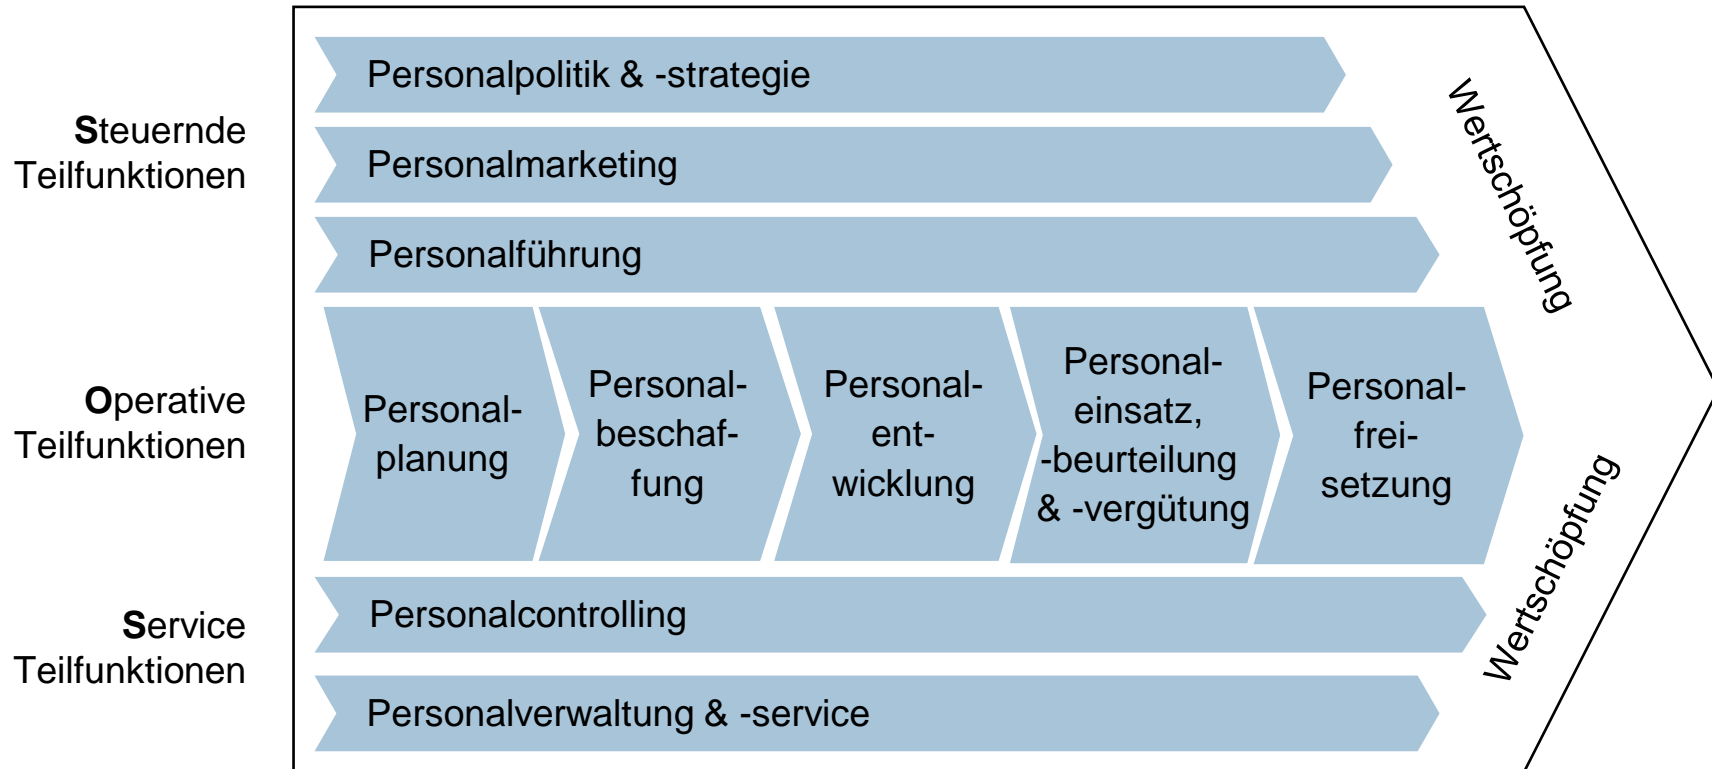 Steuernde
Teilfunktionen
Personalpolitik & -strategie
Personalmarketing
Personalführung
Wertschöpfung
Operative
Teilfunktionen
Personal-
planung
Personal-
beschaf-
fung
Personal-
ent-
wicklung
Personal-
einsatz,
-beurteilung
& -vergütung
Personal-
frei-
setzung
Service
Teilfunktionen
Personalcontrolling
Personalverwaltung & -service
Wertschöpfung